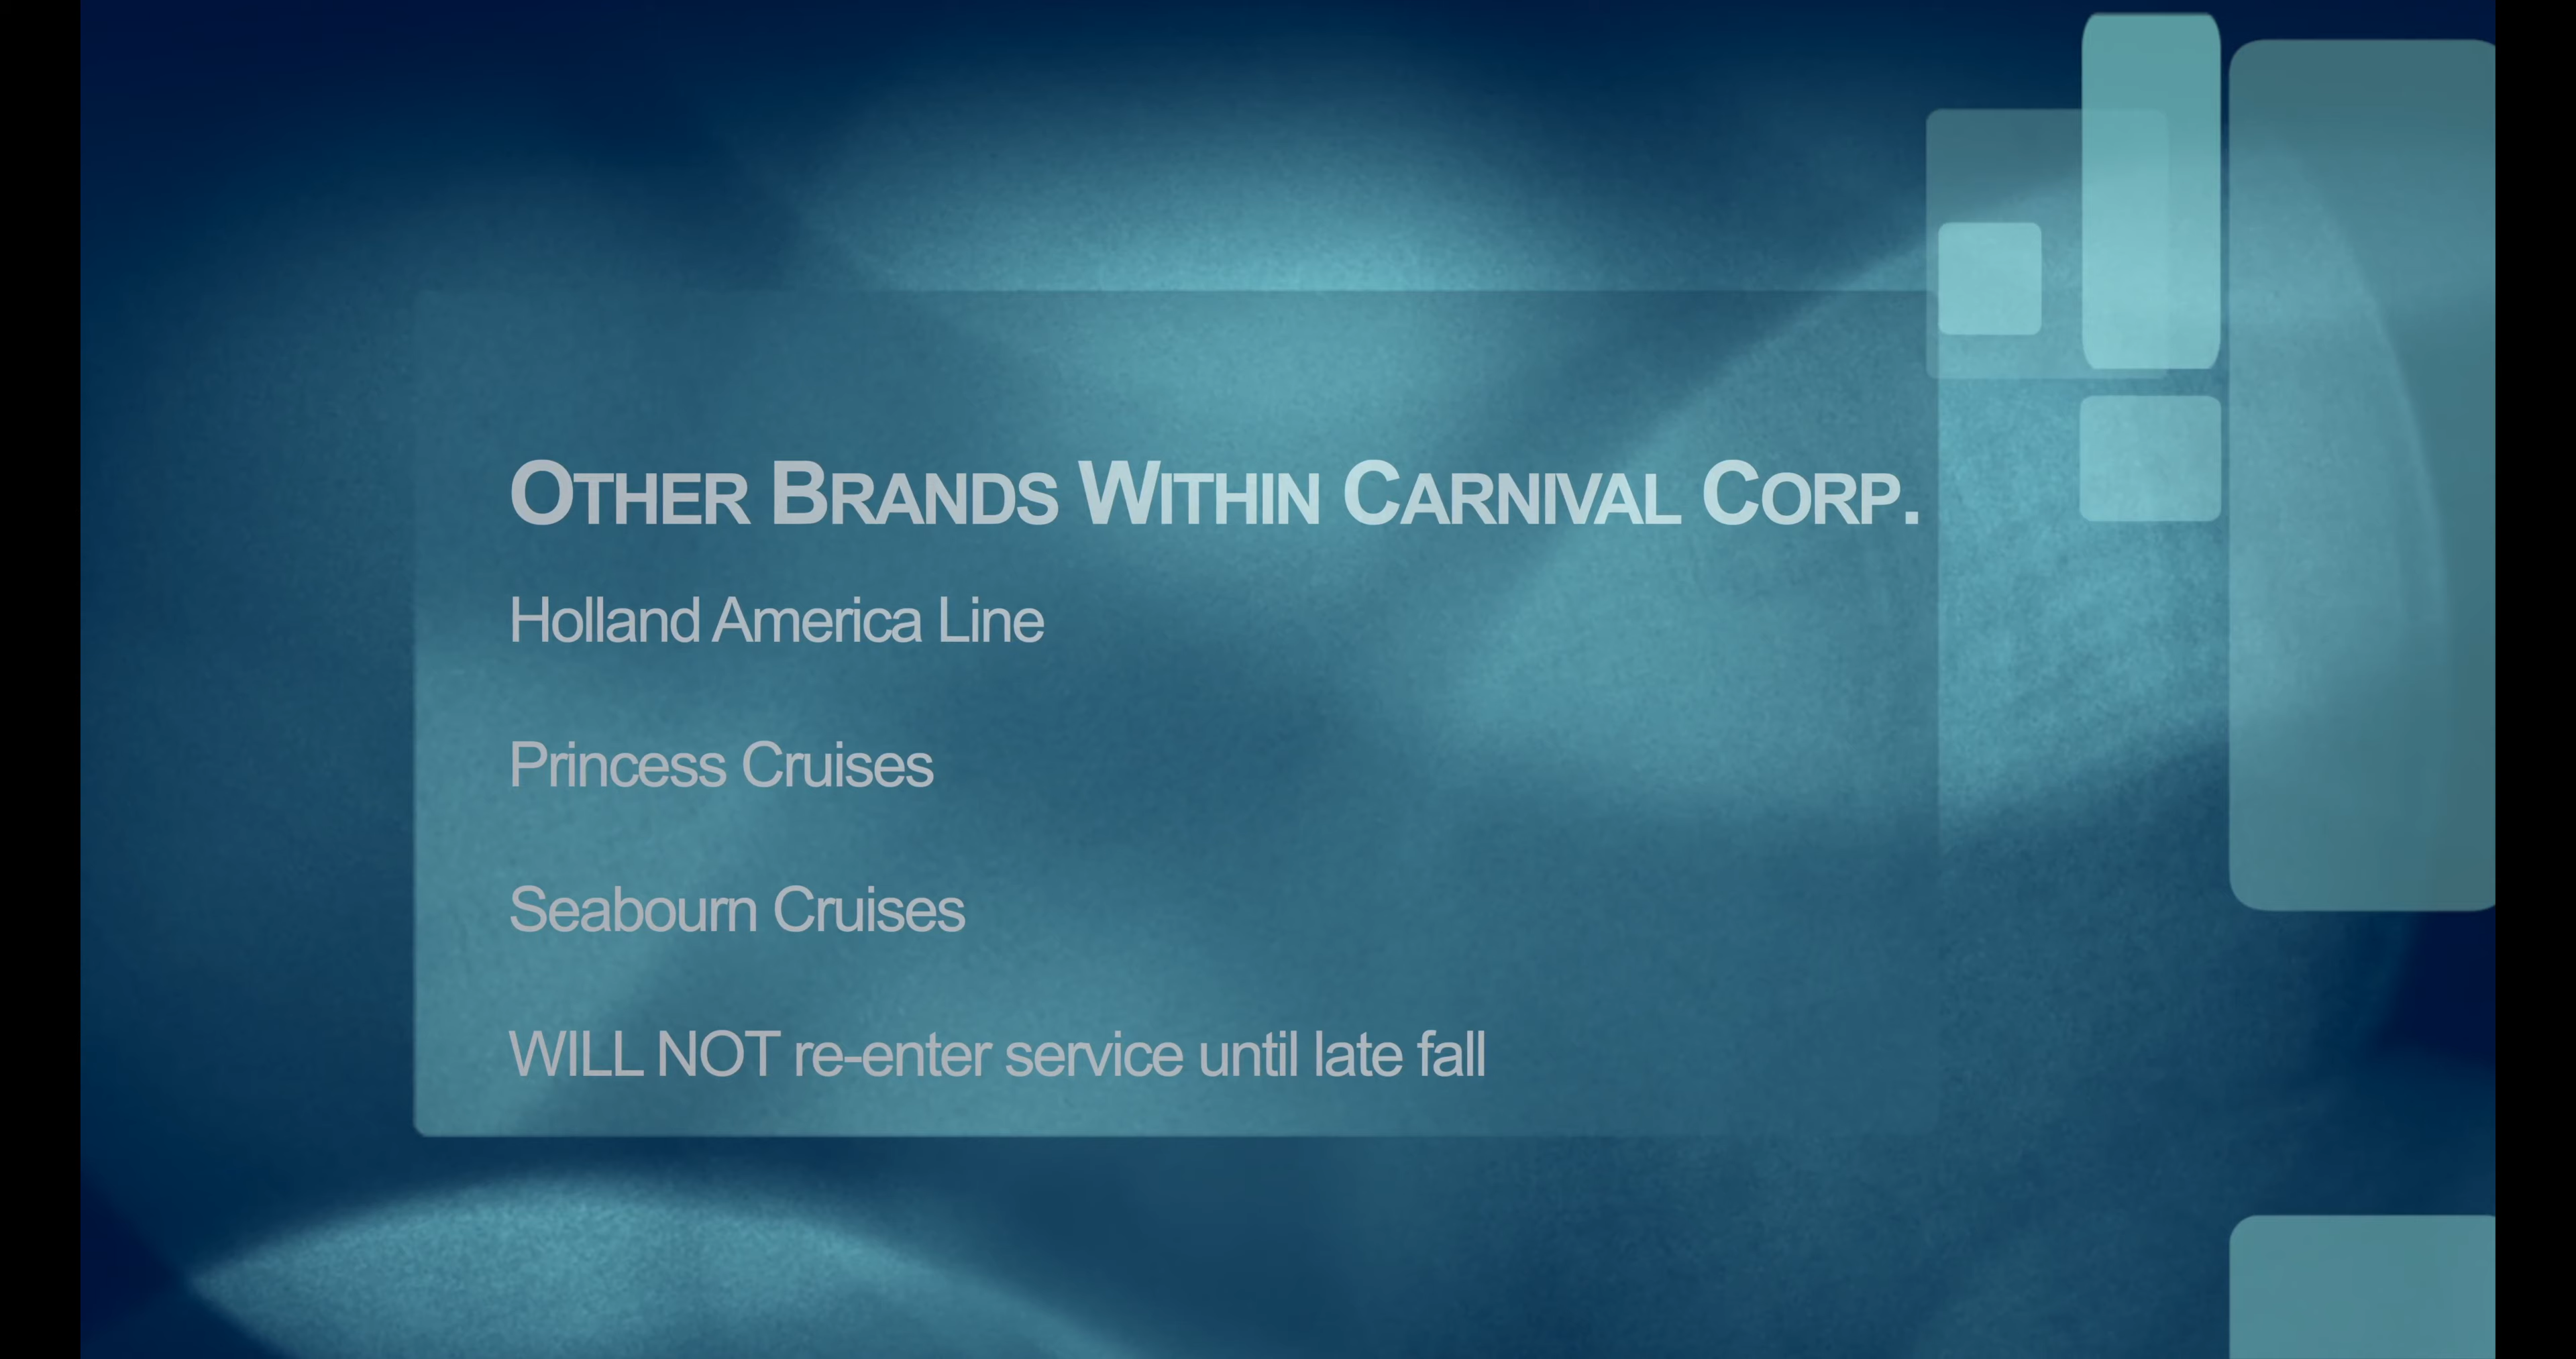 Other Brands Within Carnival Corp.
Holland America Line
Princess Cruises
Seabourn Cruises
WILL NOT re-enter service until late fall